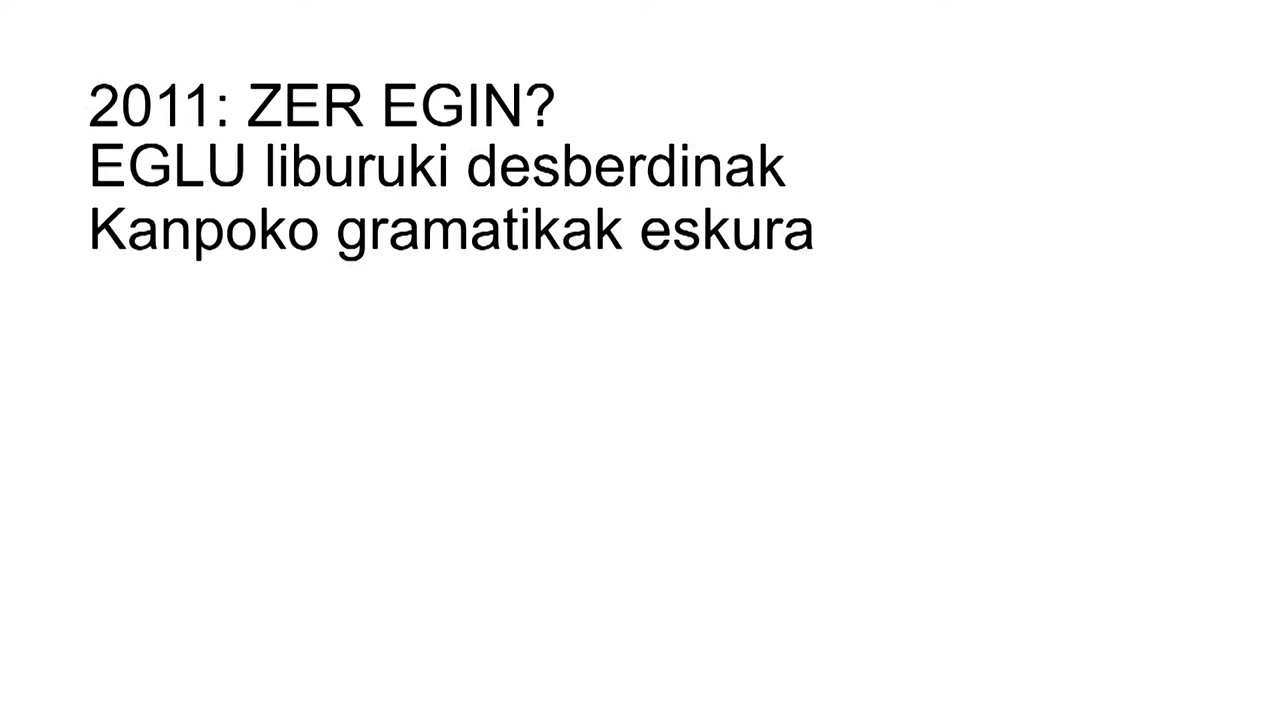 2011: ZER EGIN?
EGLU liburuki desberdinak
Kanpoko gramatikak eskura